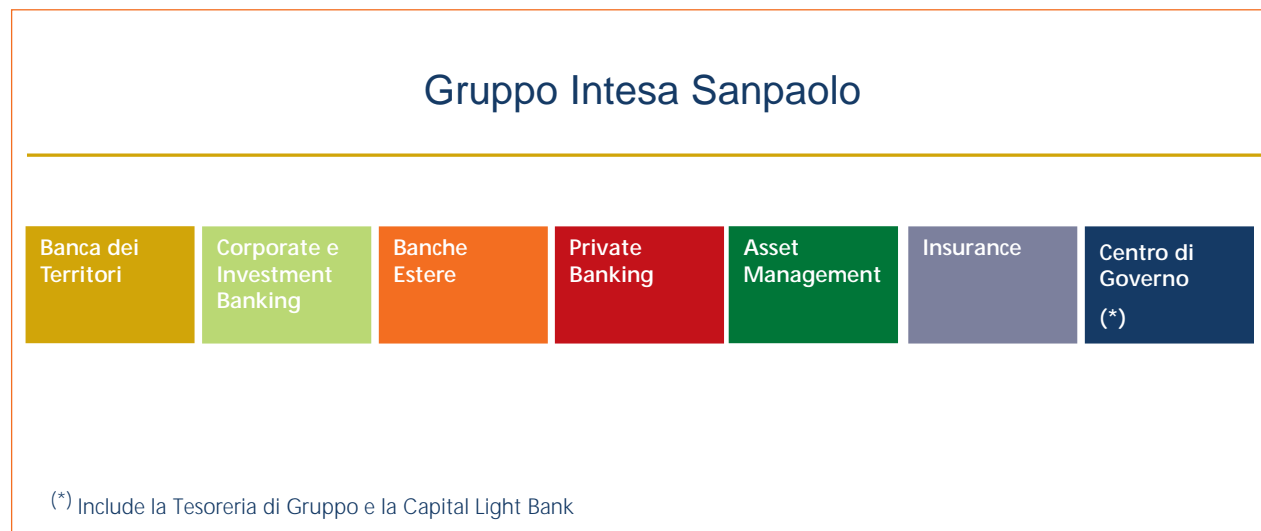 Gruppo Intesa Sanpaolo
Banca dei
Territori
Corporate e
Investment
Banking
Banche
Estere
Private
Banking
Asset
Management
Insurance
Centro di
Governo
(*)
(*) Include la Tesoreria di Gruppo e la Capital Light Bank